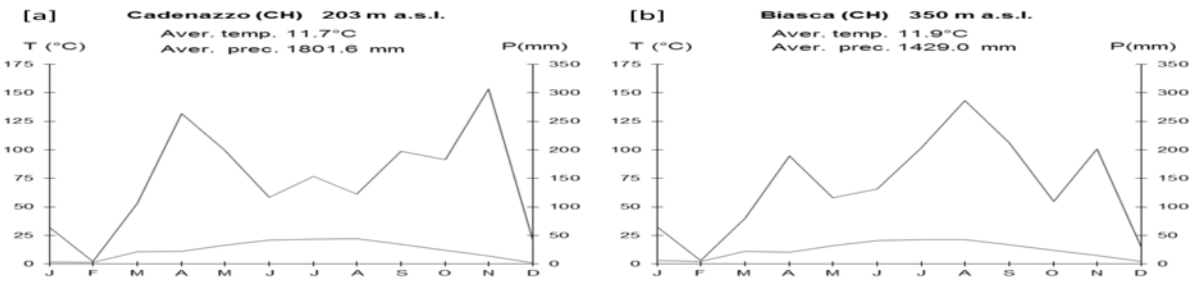 [a] Cadenazzo (CH) 203 m a.s.l.
Aver. temp. 11.7°C
T (°C) Aver. prec. 1801.6 mm P(mm)
175 350
150 300
125 250
100 200
75 150
50 100
25 50
0 0
J F M A M J J A S O N D
[b] Biasca (CH) 350 m a.s.l.
Aver. temp. 11.9°C
T (°C) Aver. prec. 1429.0 mm P(mm)
175 350
150 300
125 250
100 200
75 150
50 100
25 50
0 0
J F M A M J J A S O N D